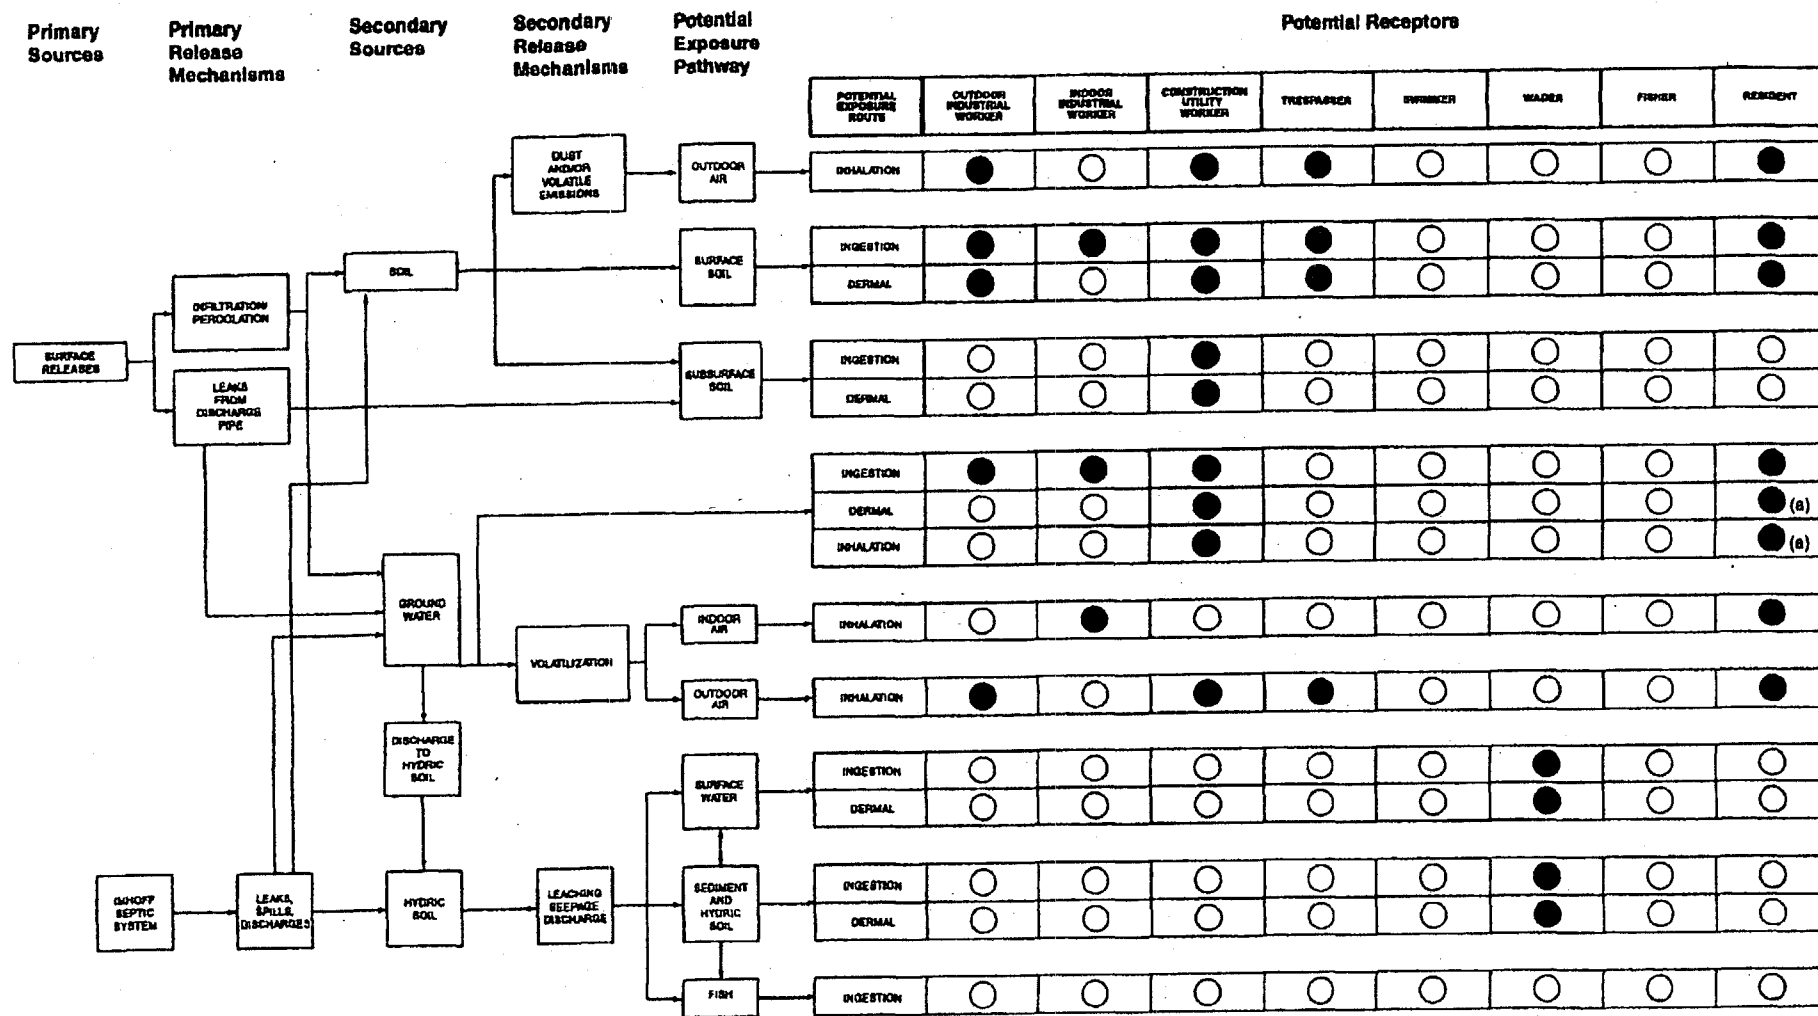 Primary
Sources
Primary
Release
Mechanisms
Secondary
Sources
Secondary
Release
Mechanisms
Potential
Exposure
Pathway
Potential Receptors
POTENTIAL
EXPOSURE
ROUTE
OUTDOOR
INDUSTRIAL
WORKER
INDOOR
INDUSTRIAL
WORKER
CONSTRUCTION
UTILITY
WORKER
TRESPASSER
SWIMMER
WADER
FISHER
RESIDENT
DUST
AND/OR
VOLATILE
EMISSIONS
OUTDOOR
AIR
INHALATION
SOIL
SURFACE
SOIL
INGESTION
DERMAL
INFILTRATION/
PERCOLATION
SURFACE
RELEASES
LEAKS
FROM
DISCHARGE
PIPE
SUBSURFACE
SOIL
INGESTION
DERMAL
INGESTION
DERMAL
(a)
INHALATION
(a)
GROUND
WATER
VOLATILIZATION
INDOOR
AIR
INHALATION
OUTDOOR
AIR
INHALATION
DISCHARGE
TO
HYDRIC
SOIL
SURFACE
WATER
INGESTION
DERMAL
IMHOFF
SEPTIC
SYSTEM
LEAKS,
SPILLS,
DISCHARGES
HYDRIC
SOIL
LEACHING
SEEPAGE
DISCHARGE
SEDIMENT
AND
HYDRIC
SOIL
INGESTION
DERMAL
FISH
INGESTION